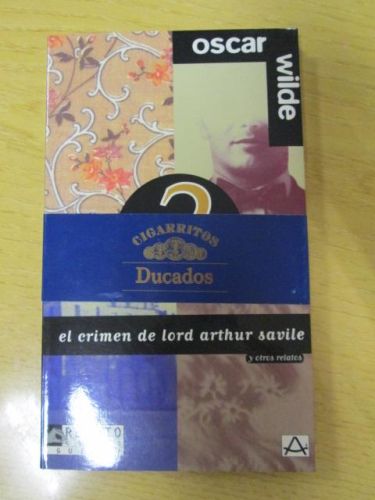 oscar
wilde
?
CIGARRITOS
Ducados
el crimen de lord arthur savile
y otros relatos